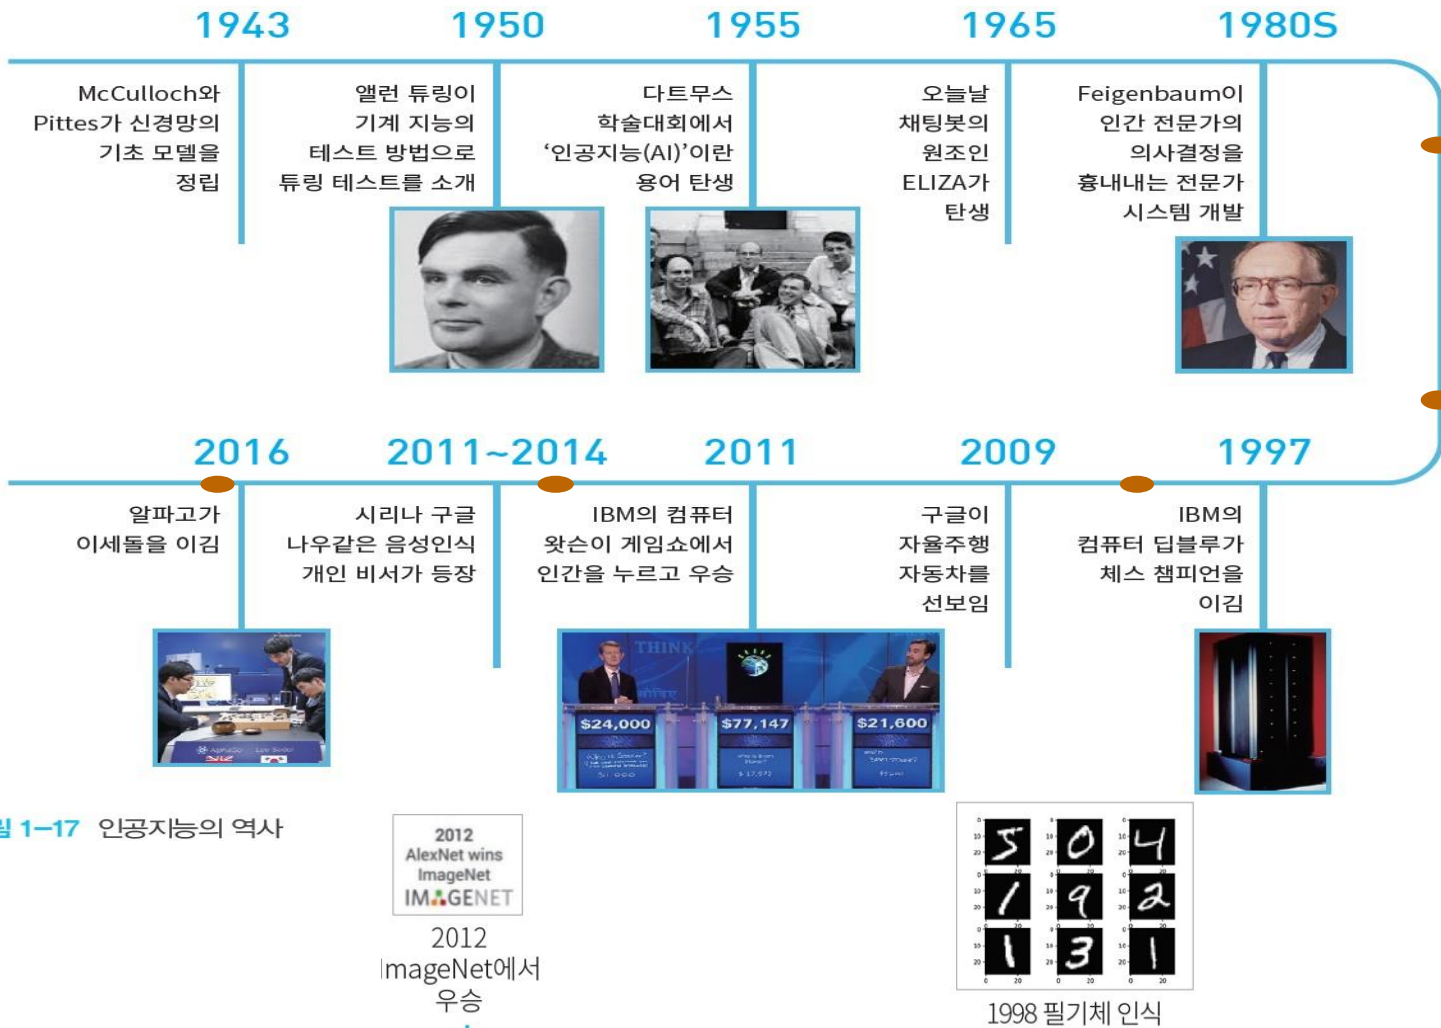 1943
McCulloch와
Pittes가 신경망의
기초 모델을
정립
1950
앨런 튜링이
기계 지능의
테스트 방법으로
튜링 테스트를 소개
1955
다트무스
학술대회에서
‘인공지능(AI)’이란
용어 탄생
1965
오늘날
채팅봇의
원조인
ELIZA가
탄생
1980S
Feigenbaum이
인간 전문가의
의사결정을
흉내내는 전문가
시스템 개발
2016
알파고가
이세돌을 이김
2011~2014
시리나 구글
나우같은 음성인식
개인 비서가 등장
2011
IBM의 컴퓨터
왓슨이 게임쇼에서
인간을 누르고 우승
THINK
$24,000
$77,147
$21,600
$ 17,973
2009
구글이
자율주행
자동차를
선보임
1997
IBM의
컴퓨터 딥블루가
체스 챔피언을
이김
1–17 인공지능의 역사
2012
AlexNet wins
ImageNet
IMAGENET
2012
ImageNet에서
우승
5 0 4
1 9 2
1 3 1
1998 필기체 인식